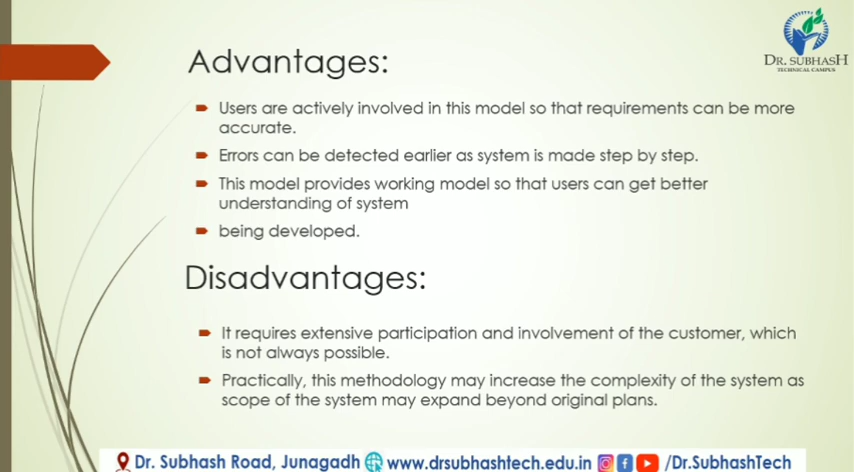 DR. SUBHASH
TECHNICAL CAMPUS
Advantages:
Users are actively involved in this model so that requirements can be more
accurate.
Errors can be detected earlier as system is made step by step.
This model provides working model so that users can get better
understanding of system
being developed.
Disadvantages:
It requires extensive participation and involvement of the customer, which
is not always possible.
Practically, this methodology may increase the complexity of the system as
scope of the system may expand beyond original plans.
Dr. Subhash Road, Junagadh www.drsubhashtech.edu.in /Dr.SubhashTech